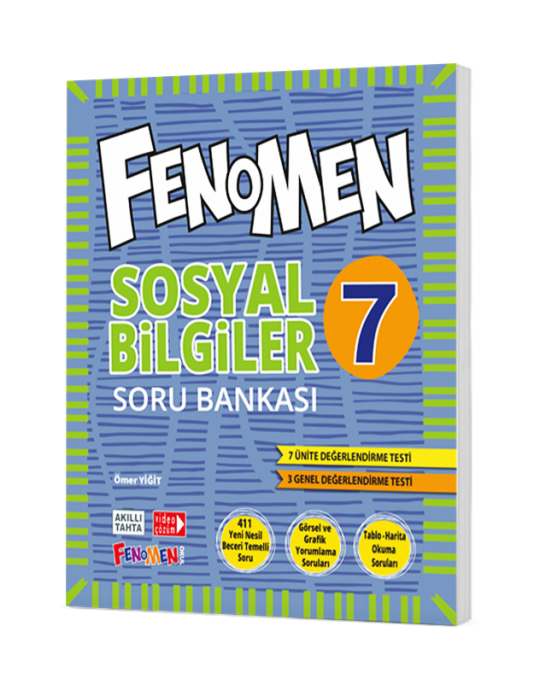 FENOMEN
SOSYAL
BİLGİLER
7
SORU BANKASI
7 ÜNİTE DEĞERLENDİRME TESTİ
3 GENEL DEĞERLENDİRME TESTİ
Ömer YİĞİT
AKILLI
TAHTA
video
çözüm
FENOMEN
411
Yeni Nesil
Beceri Temelli
Soru
Görsel ve
Grafik
Yorumlama
Soruları
Tablo - Harita
Okuma
Soruları